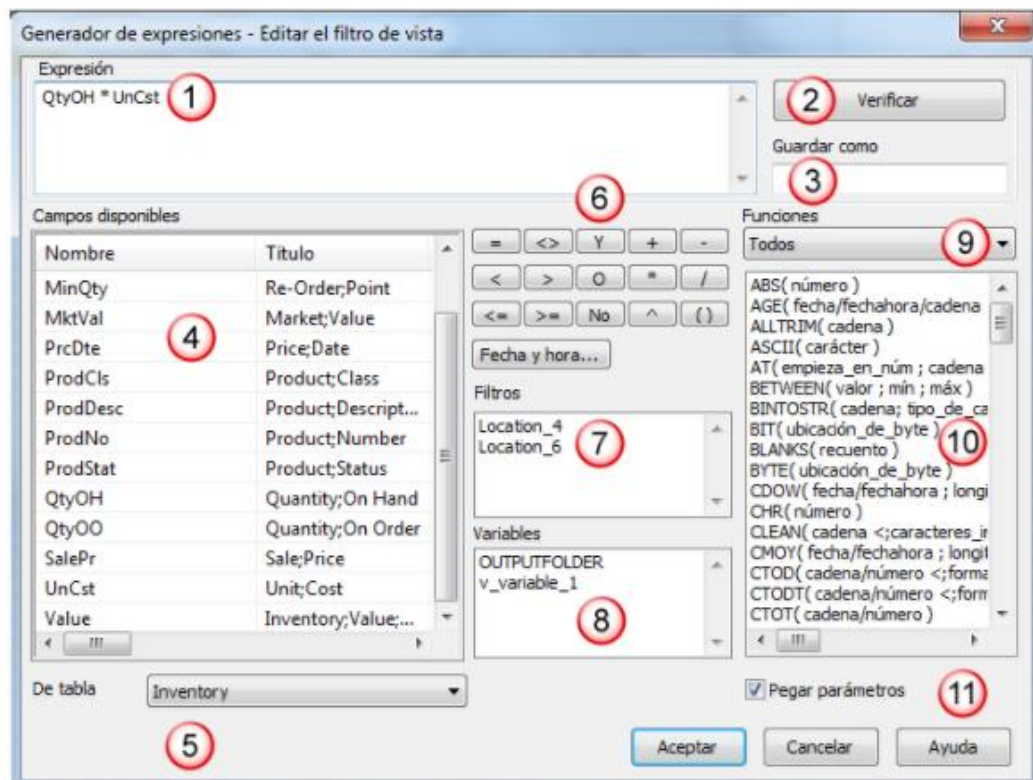 Generador de expresiones - Editar el filtro de vista
Expresión
QtyOH * UnCst
1
2
Verificar
Guardar como
3
Campos disponibles
Nombre Título
MinQty Re-Order;Point
MktVal Market;Value
PrcDte Price;Date
ProdCls Product;Class
ProdDesc Product;Descript...
ProdNo Product;Number
ProdStat Product;Status
QtyOH Quantity;On Hand
QtyOO Quantity;On Order
SalePr Sale;Price
UnCst Unit;Cost
Value Inventory;Value;...
4
6
= <> Y + -
< > O * /
<= >= No ^ ( )
Fecha y hora...
Filtros
Location_4
Location_6
7
Variables
OUTPUTFOLDER
v_variable_1
8
Funciones
Todos
9
ABS( número )
AGE( fecha/fechahora/cadena
ALLTRIM( cadena )
ASCII( carácter )
AT( empieza_en_núm ; cadena
BETWEEN( valor ; mín ; máx )
BINTOSTR( cadena; tipo_de_ca
BIT( ubicación_de_byte )
BLANKS( recuento )
BYTE( ubicación_de_byte )
CDOW( fecha/fechahora ; longi
CHR( número )
CLEAN( cadena <;caracteres_in
CMOY( fecha/fechahora ; longit
CTOD( cadena/número <;forma
CTODT( cadena/número <;form
CTOT( cadena/número )
10
De tabla Inventory
5
Pegar parámetros
11
Aceptar Cancelar Ayuda